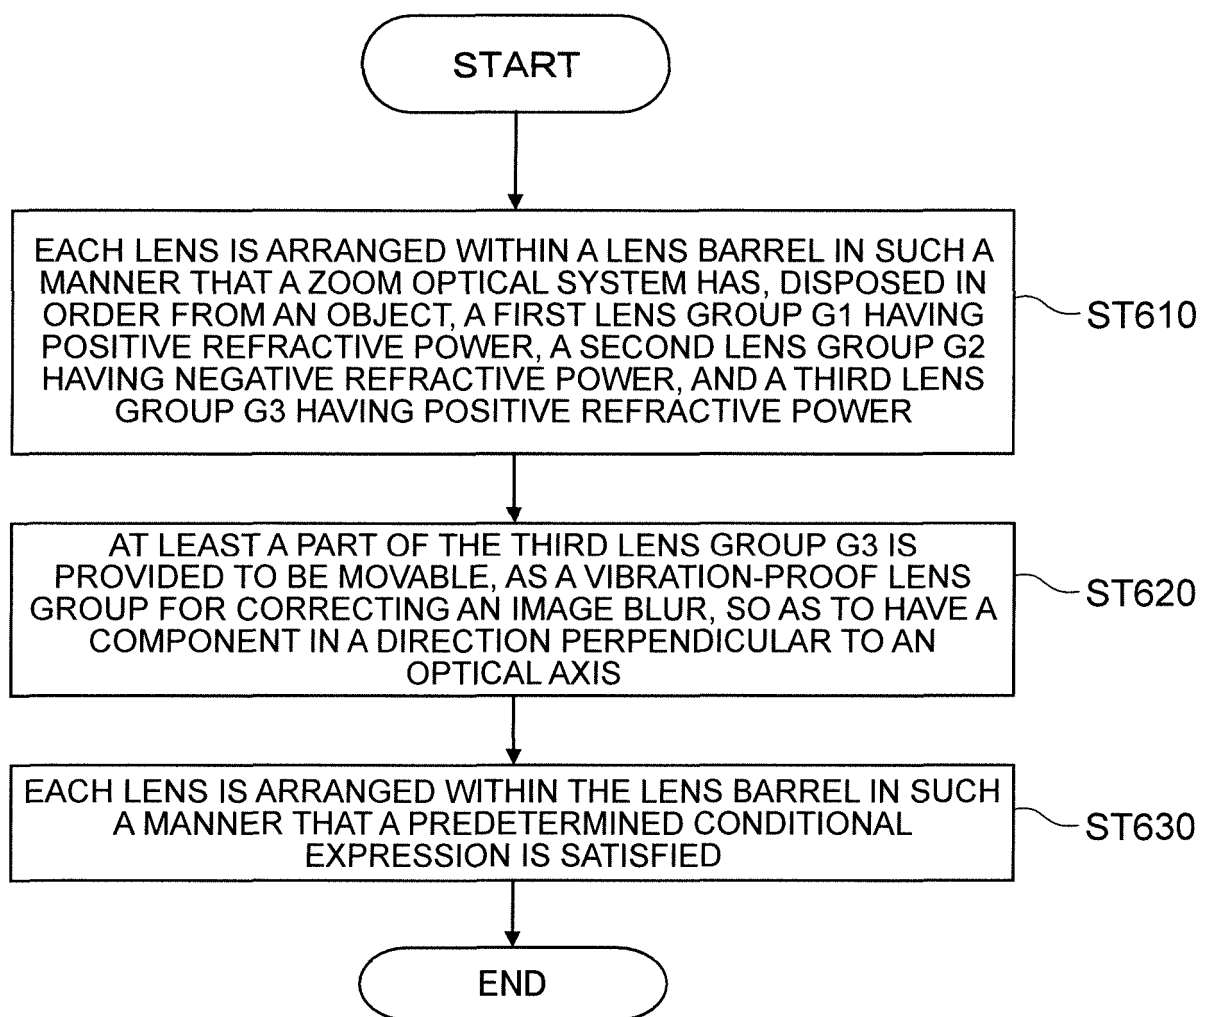 START
EACH LENS IS ARRANGED WITHIN A LENS BARREL IN SUCH A
MANNER THAT A ZOOM OPTICAL SYSTEM HAS, DISPOSED IN
ORDER FROM AN OBJECT, A FIRST LENS GROUP G1 HAVING
POSITIVE REFRACTIVE POWER, A SECOND LENS GROUP G2
HAVING NEGATIVE REFRACTIVE POWER, AND A THIRD LENS
GROUP G3 HAVING POSITIVE REFRACTIVE POWER
ST610
AT LEAST A PART OF THE THIRD LENS GROUP G3 IS
PROVIDED TO BE MOVABLE, AS A VIBRATION-PROOF LENS
GROUP FOR CORRECTING AN IMAGE BLUR, SO AS TO HAVE A
COMPONENT IN A DIRECTION PERPENDICULAR TO AN
OPTICAL AXIS
ST620
EACH LENS IS ARRANGED WITHIN THE LENS BARREL IN SUCH
A MANNER THAT A PREDETERMINED CONDITIONAL
EXPRESSION IS SATISFIED
ST630
END